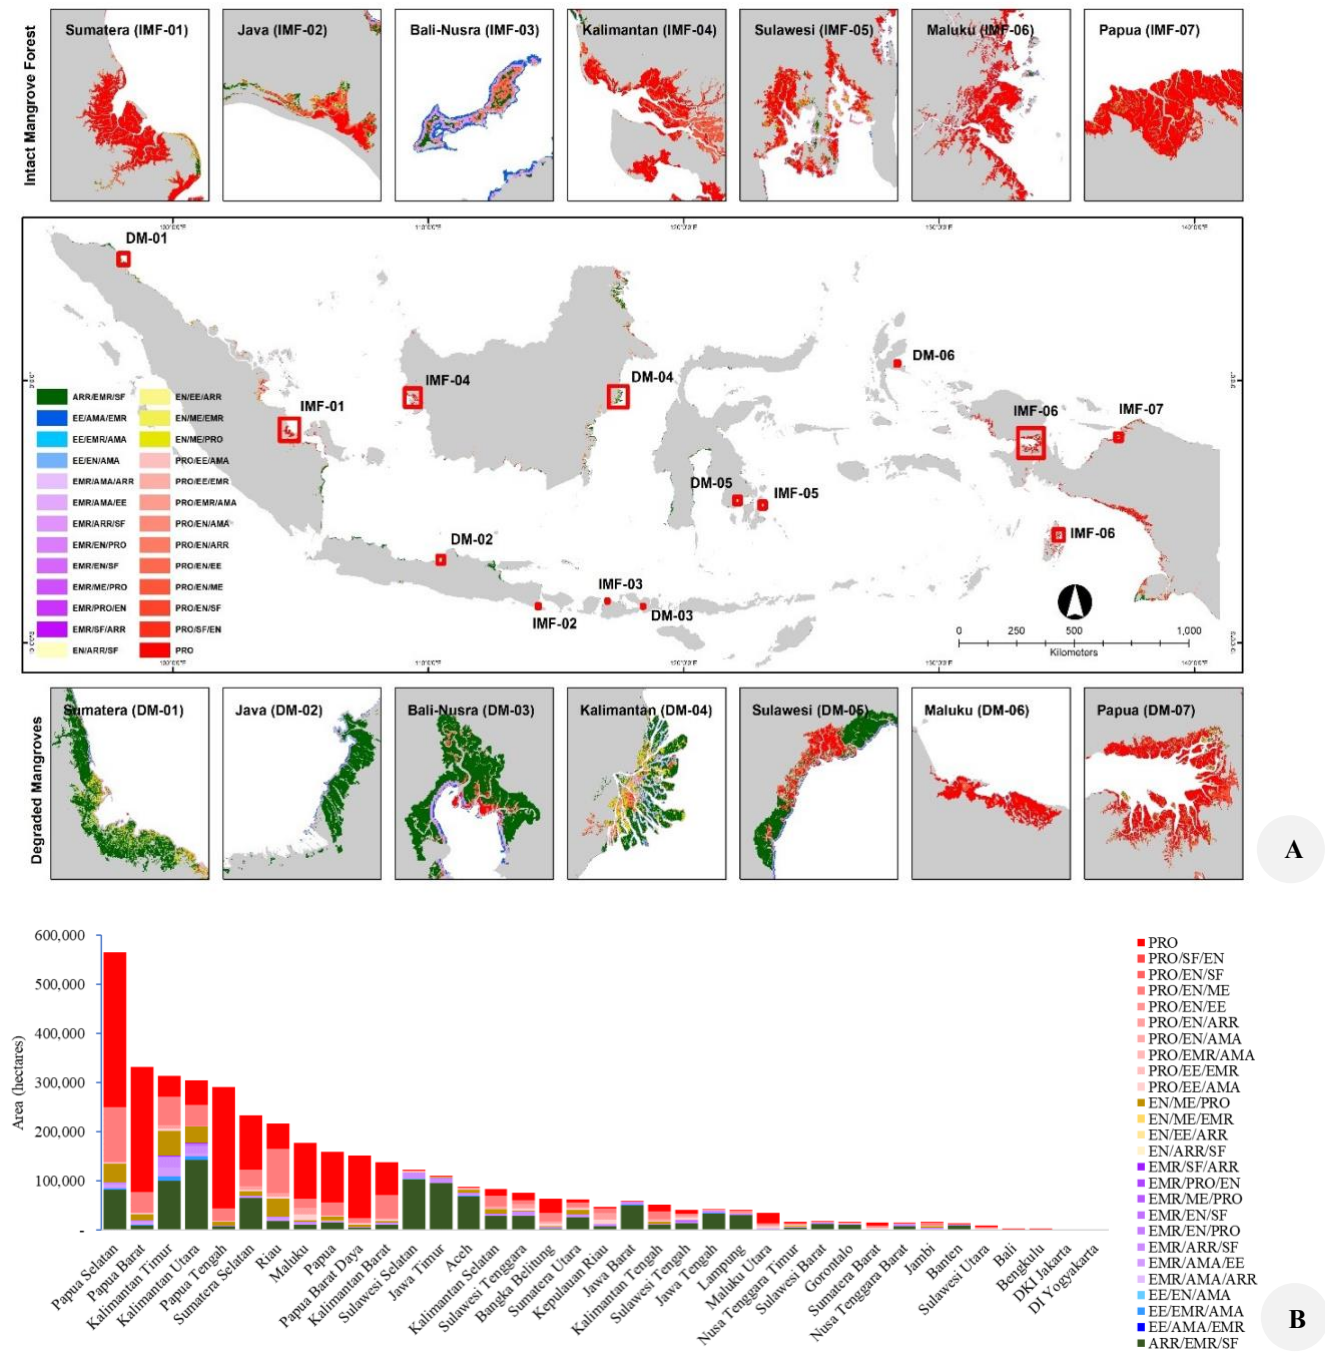 Intact Mangrove Forest
Sumatera (IMF-01)
Java (IMF-02)
Bali-Nusra (IMF-03)
Kalimantan (IMF-04)
Sulawesi (IMF-05)
Maluku (IMF-06)
Papua (IMF-07)
DM-01
DM-06
IMF-04
DM-04
IMF-01
IMF-06
IMF-07
DM-05
IMF-05
DM-02
IMF-06
IMF-03
IMF-02
DM-03
ARR/EMR/SF
EE/AMA/EMR
EE/EMR/AMA
EE/EN/AMA
EMR/AMA/ARR
EMR/AMA/EE
EMR/ARR/SF
EMR/EN/PRO
EMR/EN/SF
EMR/ME/PRO
EMR/PRO/EN
EMR/SF/ARR
EN/ARR/SF
EN/EE/ARR
EN/ME/EMR
EN/ME/PRO
PRO/EE/AMA
PRO/EE/EMR
PRO/EMR/AMA
PRO/EN/AMA
PRO/EN/ARR
PRO/EN/EE
PRO/EN/ME
PRO/EN/SF
PRO/SF/EN
PRO
0 250 500 1,000
Kilometers
Degraded Mangroves
Sumatera (DM-01)
Java (DM-02)
Bali-Nusra (DM-03)
Kalimantan (DM-04)
Sulawesi (DM-05)
Maluku (DM-06)
Papua (DM-07)
A
Area (hectares)
600,000
500,000
400,000
300,000
200,000
100,000
-
Papua Selatan
Papua Barat
Kalimantan Timur
Kalimantan Utara
Papua Tengah
Sumatera Selatan
Riau
Maluku
Papua
Papua Barat Daya
Kalimantan Barat
Sulawesi Selatan
Jawa Timur
Aceh
Kalimantan Selatan
Sulawesi Tenggara
Bangka Belitung
Sumatera Utara
Kepulauan Riau
Jawa Barat
Kalimantan Tengah
Sulawesi Tengah
Jawa Tengah
Lampung
Maluku Utara
Nusa Tenggara Timur
Sulawesi Barat
Gorontalo
Sumatera Barat
Nusa Tenggara Barat
Jambi
Banten
Sulawesi Utara
Bali
Bengkulu
DKI Jakarta
DI Yogyakarta
PRO
PRO/SF/EN
PRO/EN/SF
PRO/EN/ME
PRO/EN/EE
PRO/EN/ARR
PRO/EN/AMA
PRO/EMR/AMA
PRO/EE/EMR
PRO/EE/AMA
EN/ME/PRO
EN/ME/EMR
EN/EE/ARR
EN/ARR/SF
EMR/SF/ARR
EMR/PRO/EN
EMR/ME/PRO
EMR/EN/SF
EMR/EN/PRO
EMR/ARR/SF
EMR/AMA/EE
EMR/AMA/ARR
EE/EN/AMA
EE/EMR/AMA
EE/AMA/EMR
ARR/EMR/SF
B